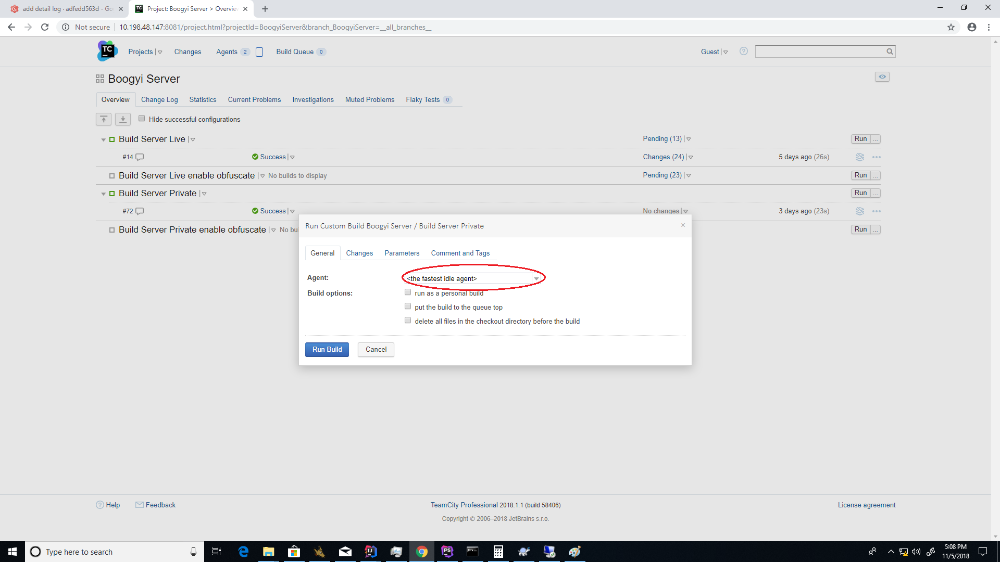 add detail log · adfedd563d - Go
Project: Boogyi Server > Overvie
Not secure 10.198.48.147:8081/project.html?projectId=BoogyiServer&branch_BoogyiServer=__all_branches__
TC
Projects Changes Agents 2 Build Queue 0 Guest
Boogyi Server
Overview Change Log Statistics Current Problems Investigations Muted Problems Flaky Tests 0
Hide successful configurations
Build Server Live Pending (13) Run ...
#14 Success Changes (24) 5 days ago (26s)
Build Server Live enable obfuscate No builds to display Pending (23) Run ...
Build Server Private Run ...
#72 Success No changes 3 days ago (23s)
Build Server Private enable obfuscate No bui Run ...
Run Custom Build Boogyi Server / Build Server Private
General Changes Parameters Comment and Tags
Agent: <the fastest idle agent>
Build options: run as a personal build
put the build to the queue top
delete all files in the checkout directory before the build
Run Build Cancel
Help Feedback TeamCity Professional 2018.1.1 (build 58406) License agreement
Copyright © 2006–2018 JetBrains s.r.o.
Type here to search
5:08 PM
11/5/2018